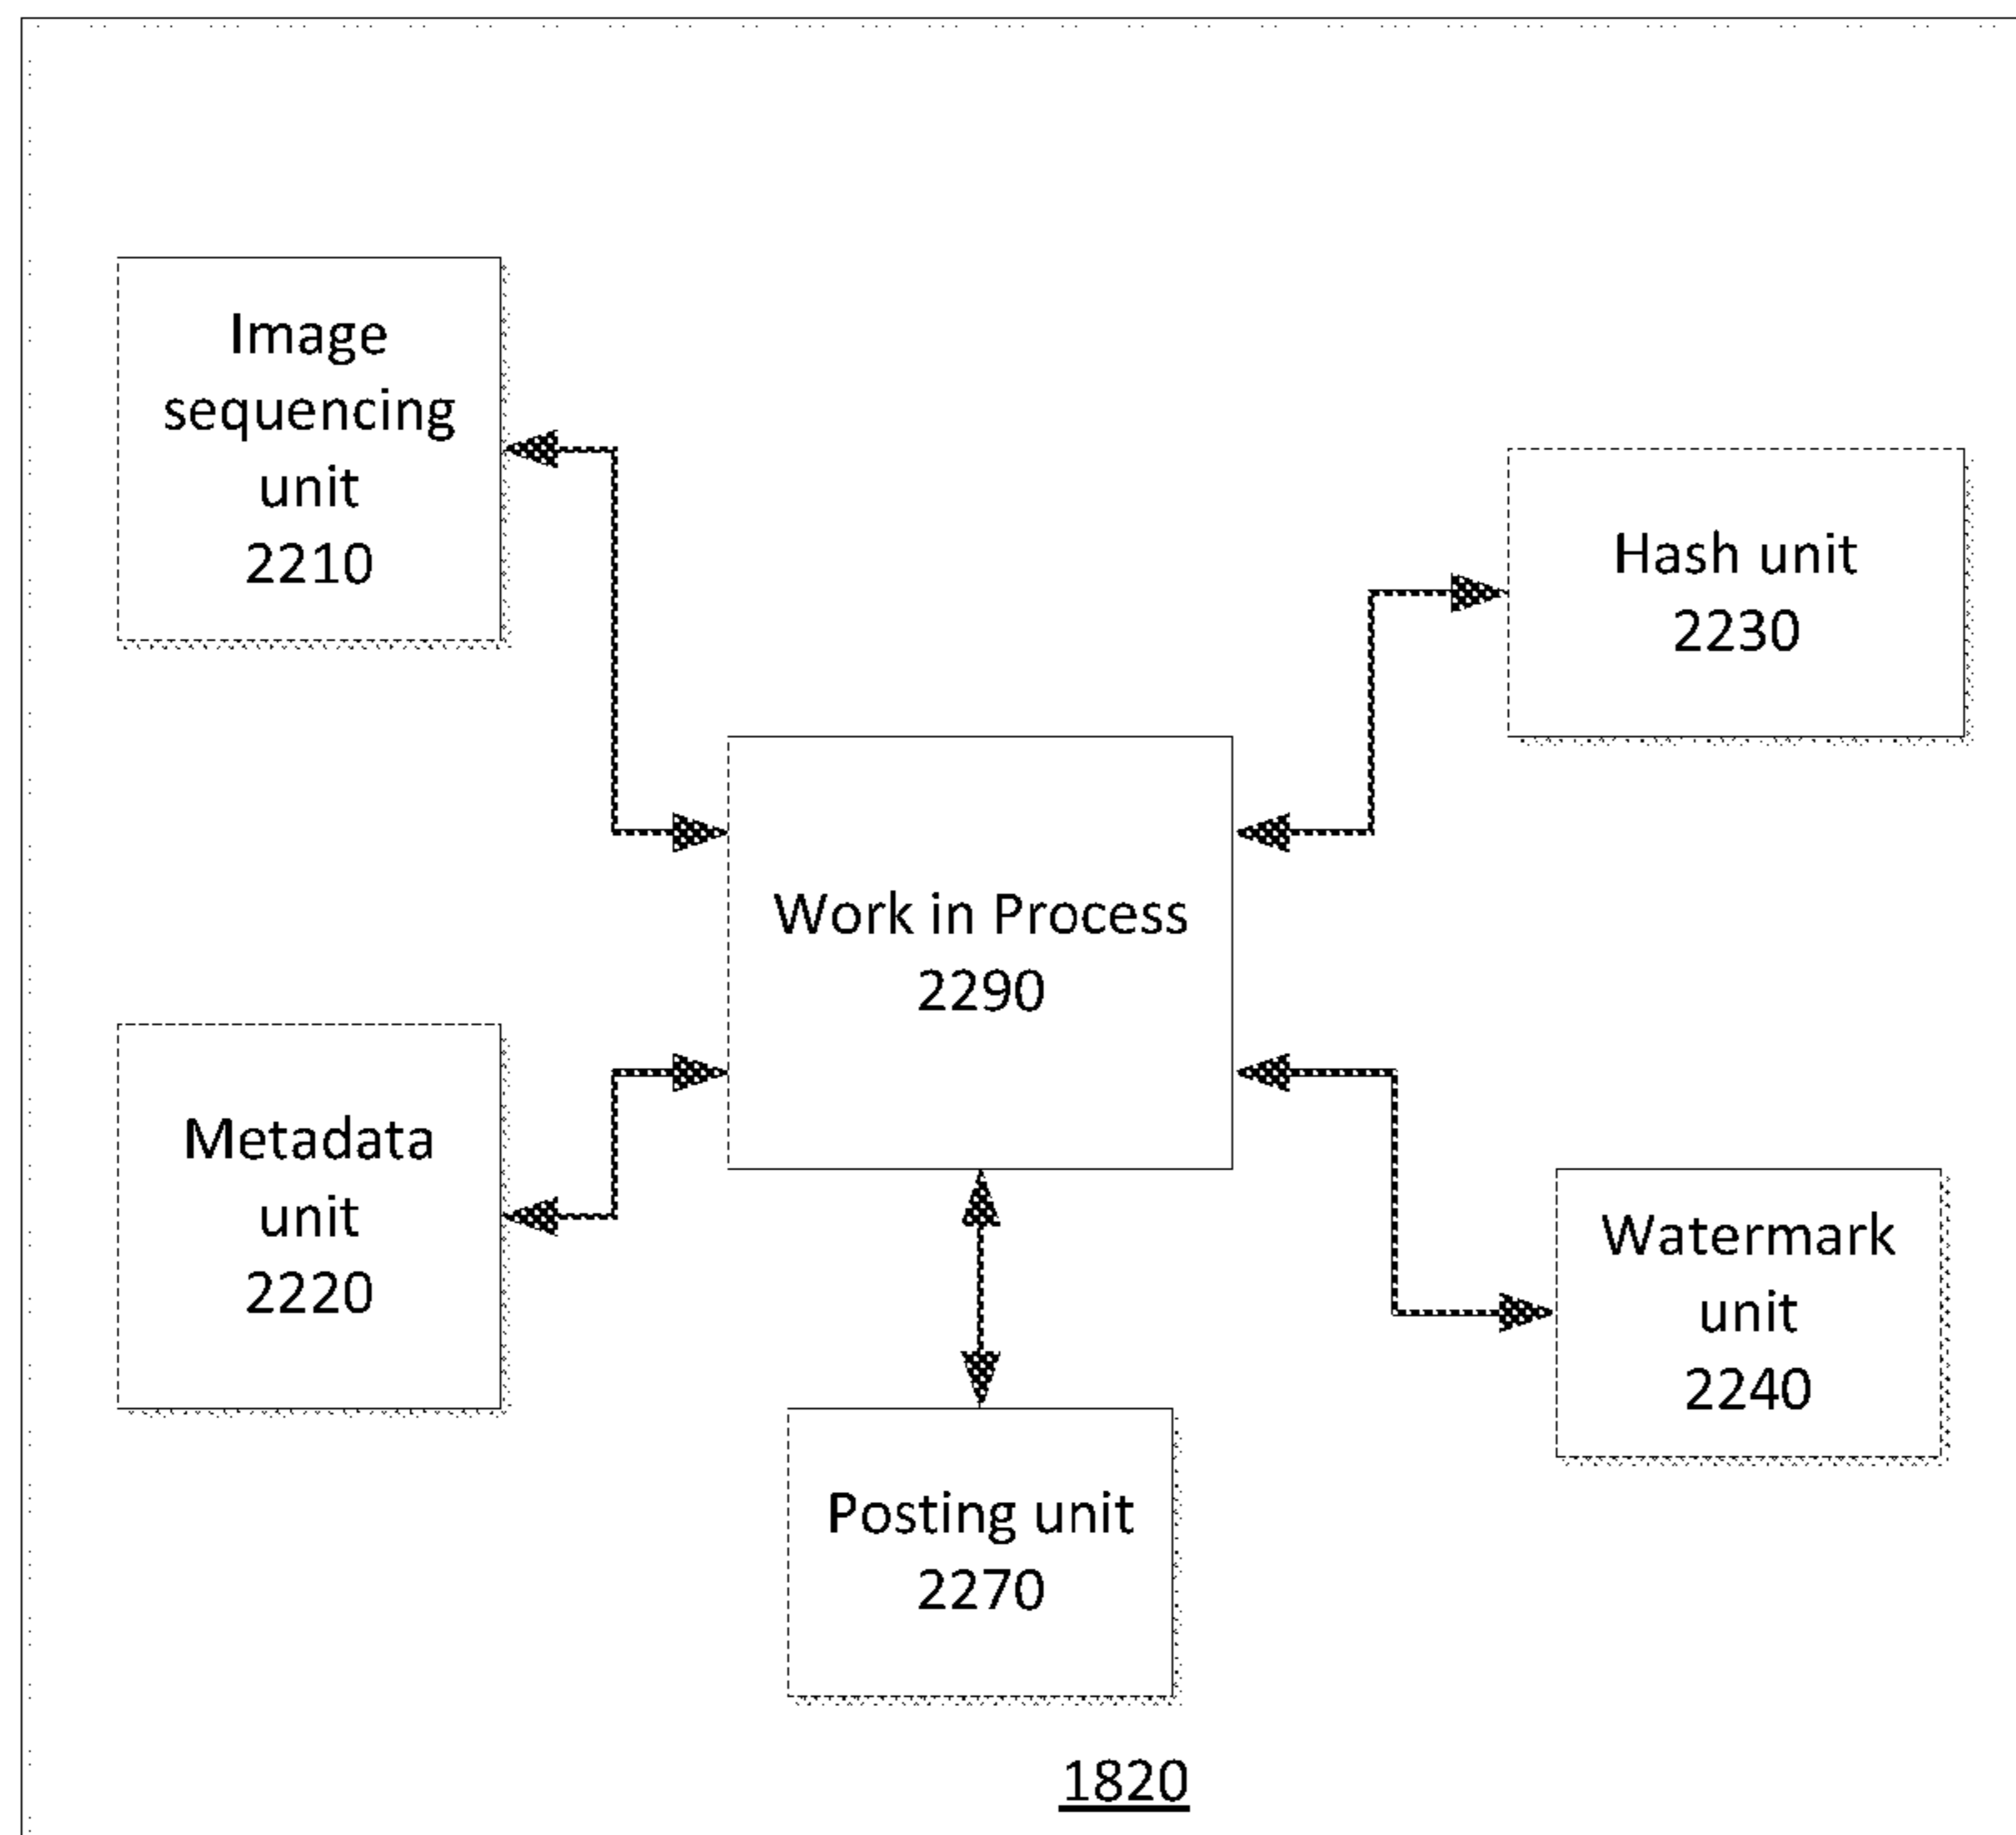 Image
sequencing
unit
2210
Hash unit
2230
Work in Process
2290
Metadata
unit
2220
Watermark
unit
2240
Posting unit
2270
1820